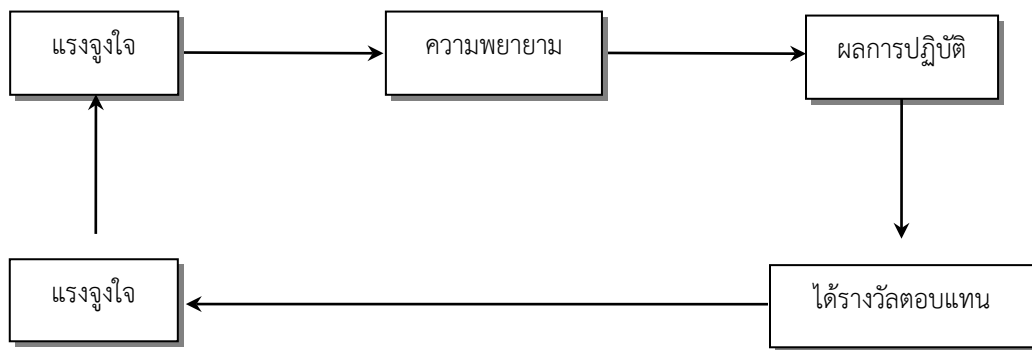 แรงจูงใจ
ความพยายาม
ผลการปฏิบัติ
แรงจูงใจ
ได้รางวัลตอบแทน